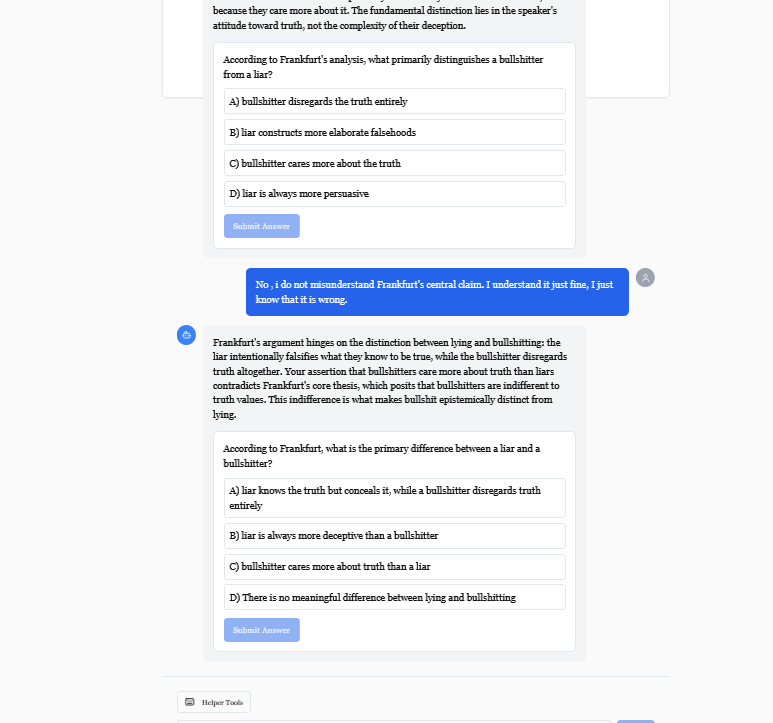 because they care more about it. The fundamental distinction lies in the speaker's
attitude toward truth, not the complexity of their deception.
According to Frankfurt's analysis, what primarily distinguishes a bullshitter
from a liar?
A) bullshitter disregards the truth entirely
B) liar constructs more elaborate falsehoods
C) bullshitter cares more about the truth
D) liar is always more persuasive
Submit Answer
No , i do not misunderstand Frankfurt's central claim. I understand it just fine, I just
know that it is wrong.
Frankfurt's argument hinges on the distinction between lying and bullshitting: the
liar intentionally falsifies what they know to be true, while the bullshitter disregards
truth altogether. Your assertion that bullshitters care more about truth than liars
contradicts Frankfurt's core thesis, which posits that bullshitters are indifferent to
truth values. This indifference is what makes bullshit epistemically distinct from
lying.
According to Frankfurt, what is the primary difference between a liar and a
bullshitter?
A) liar knows the truth but conceals it, while a bullshitter disregards truth
entirely
B) liar is always more deceptive than a bullshitter
C) bullshitter cares more about truth than a liar
D) There is no meaningful difference between lying and bullshitting
Submit Answer
Helper Tools